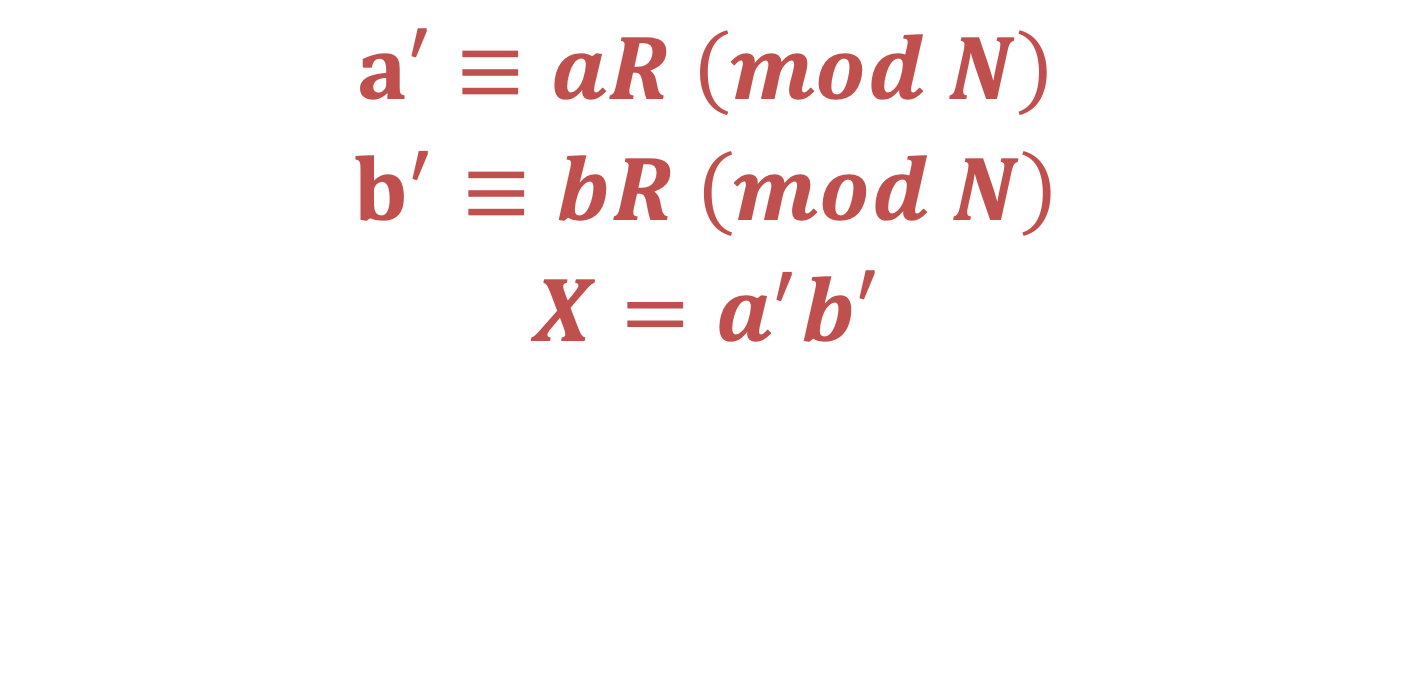 a′ ≡ aR (mod N)
b′ ≡ bR (mod N)
X = a′b′